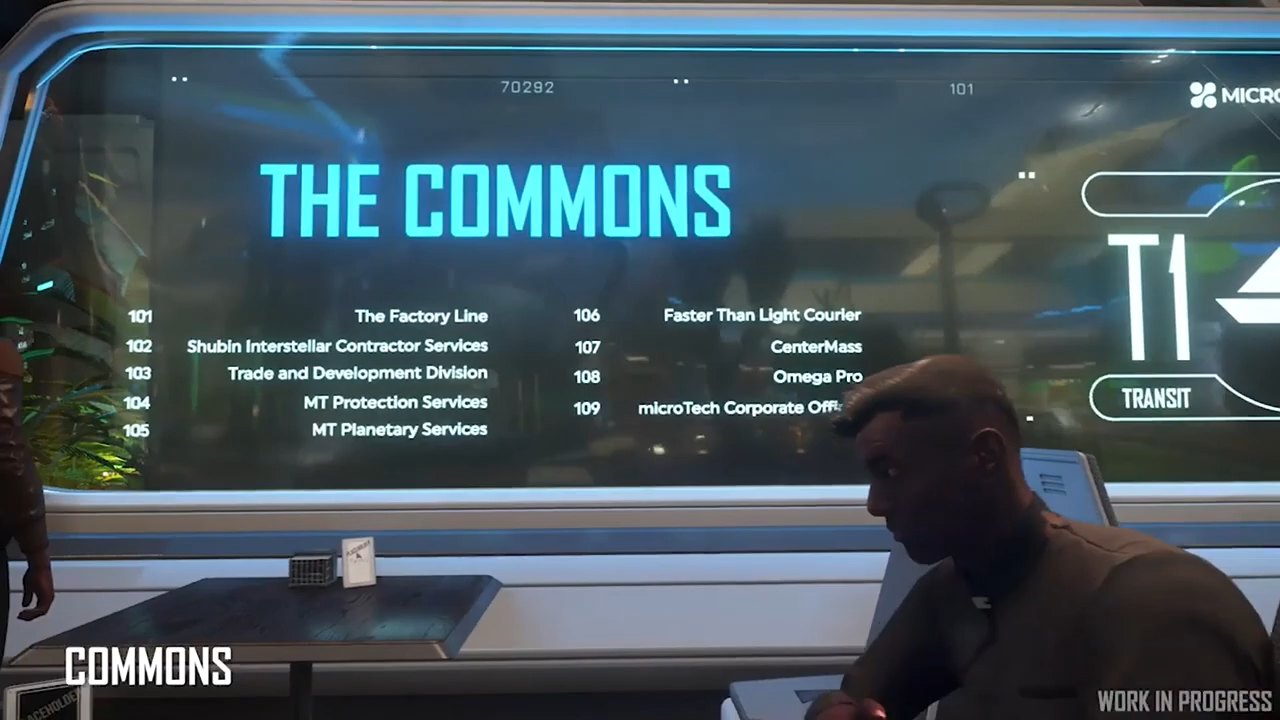 70292
101
MICRO
THE COMMONS
101 The Factory Line
102 Shubin Interstellar Contractor Services
103 Trade and Development Division
104 MT Protection Services
105 MT Planetary Services
106 Faster Than Light Courier
107 CenterMass
108 Omega Pro
109 microTech Corporate Offi
T1
TRANSIT
COMMONS
WORK IN PROGRESS